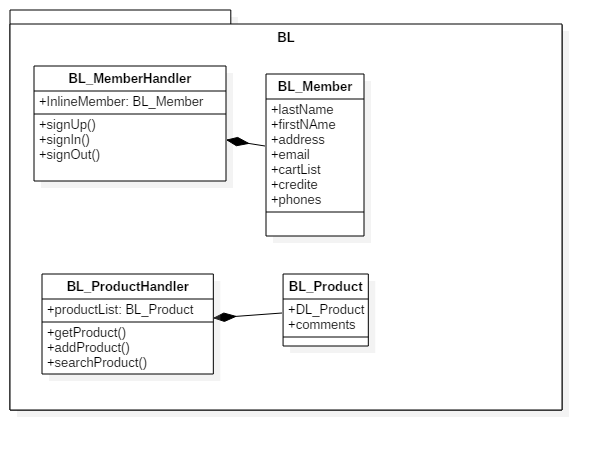 BL
BL_MemberHandler
+InlineMember: BL_Member
+signUp()
+signIn()
+signOut()
BL_Member
+lastName
+firstNAme
+address
+email
+cartList
+credite
+phones
BL_ProductHandler
+productList: BL_Product
+getProduct()
+addProduct()
+searchProduct()
BL_Product
+DL_Product
+comments